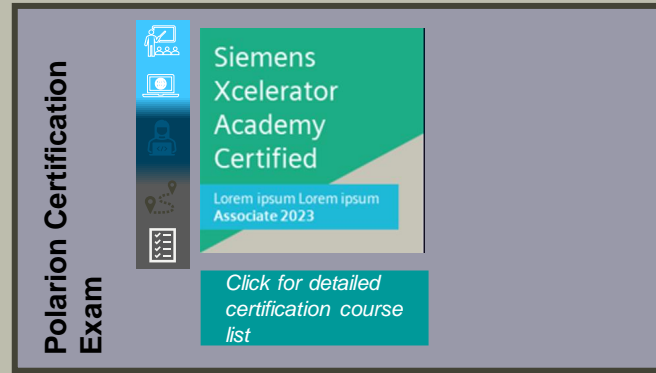 Polarion Certification
Exam
Siemens
Xcelerator
Academy
Certified
Lorem ipsum Lorem ipsum
Associate 2023
Click for detailed
certification course
list